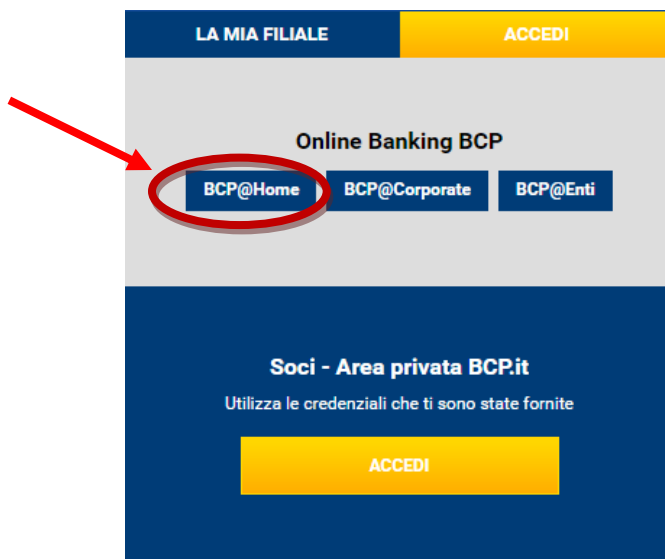 LA MIA FILIALE ACCEDI
Online Banking BCP
BCP@Home BCP@Corporate BCP@Enti
Soci - Area privata BCP.it
Utilizza le credenziali che ti sono state fornite
ACCEDI